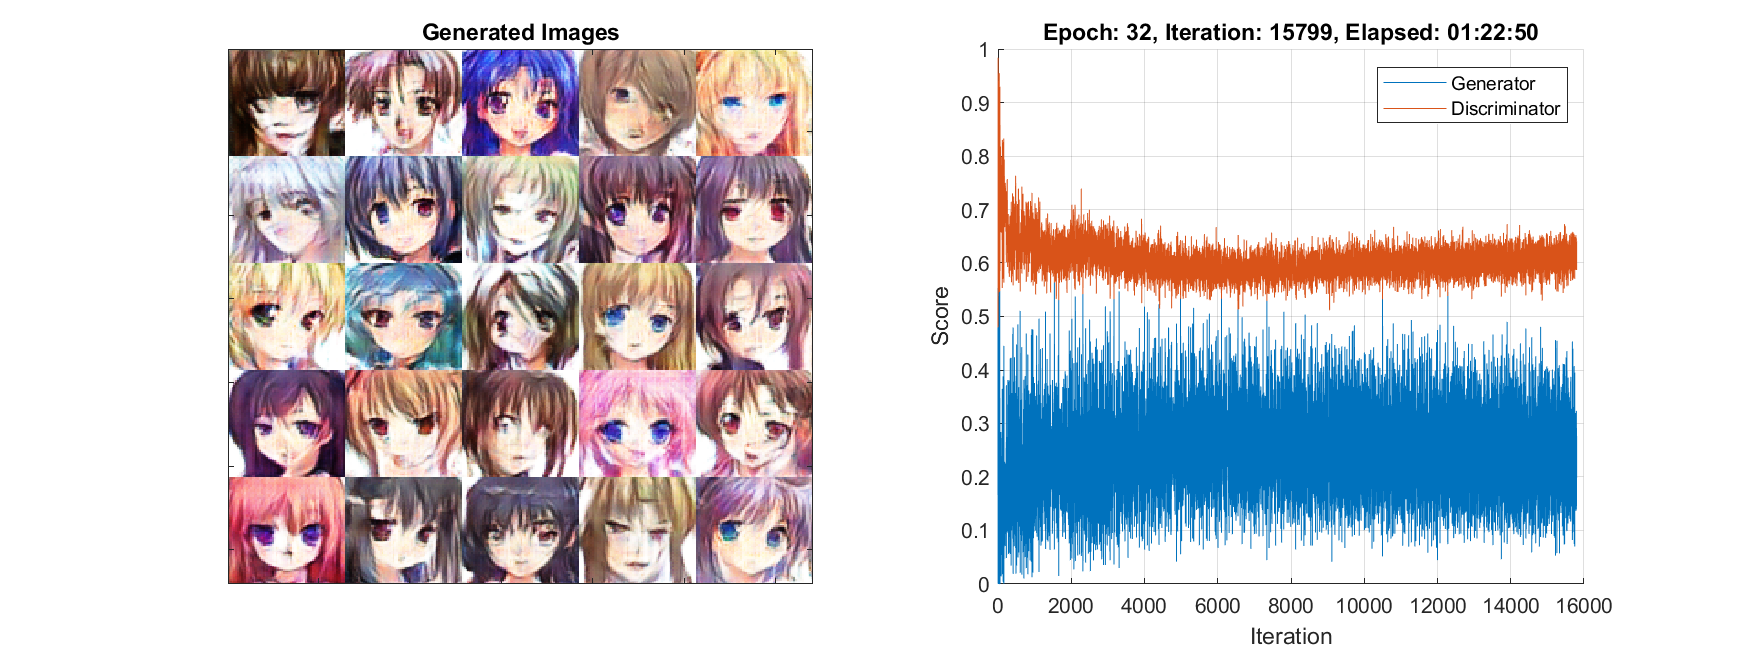 Generated Images
Epoch: 32, Iteration: 15799, Elapsed: 01:22:50
Generator
Discriminator
Score
1
0.9
0.8
0.7
0.6
0.5
0.4
0.3
0.2
0.1
0
0 2000 4000 6000 8000 10000 12000 14000 16000
Iteration